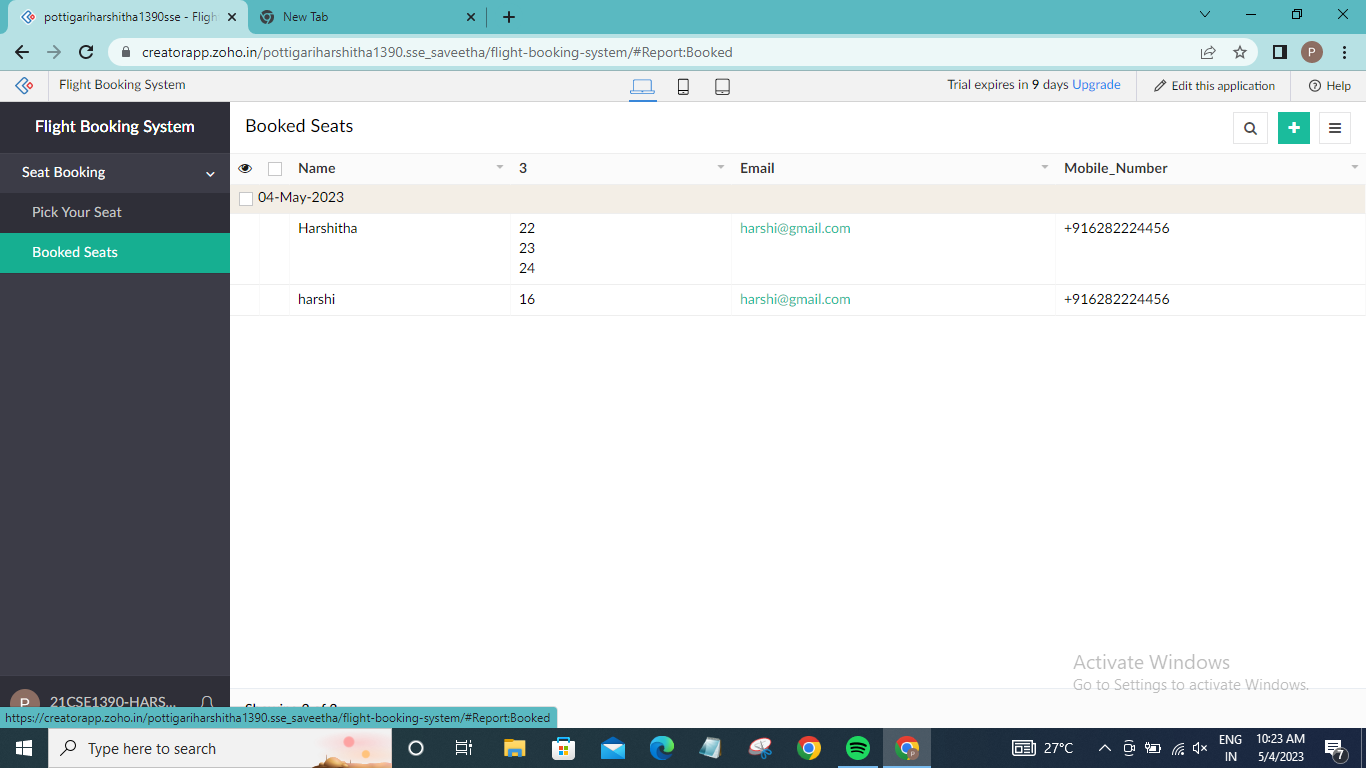 pottigariharshitha1390sse - Fligh
New Tab
creatorapp.zoho.in/pottigariharshitha1390.sse_saveetha/flight-booking-system/#Report:Booked
P
Flight Booking System
Trial expires in 9 days Upgrade
Edit this application
Help
Flight Booking System
Booked Seats
Seat Booking
Pick Your Seat
Booked Seats
Name 3 Email Mobile_Number
04-May-2023
Harshitha 22 harshi@gmail.com +916282224456
23
24
harshi 16 harshi@gmail.com +916282224456
Activate Windows
Go to Settings to activate Windows.
P 21CSE1390-HARS...
https://creatorapp.zoho.in/pottigariharshitha1390.sse_saveetha/flight-booking-system/#Report:Booked
Type here to search
27°C
ENG
IN
10:23 AM
5/4/2023
7